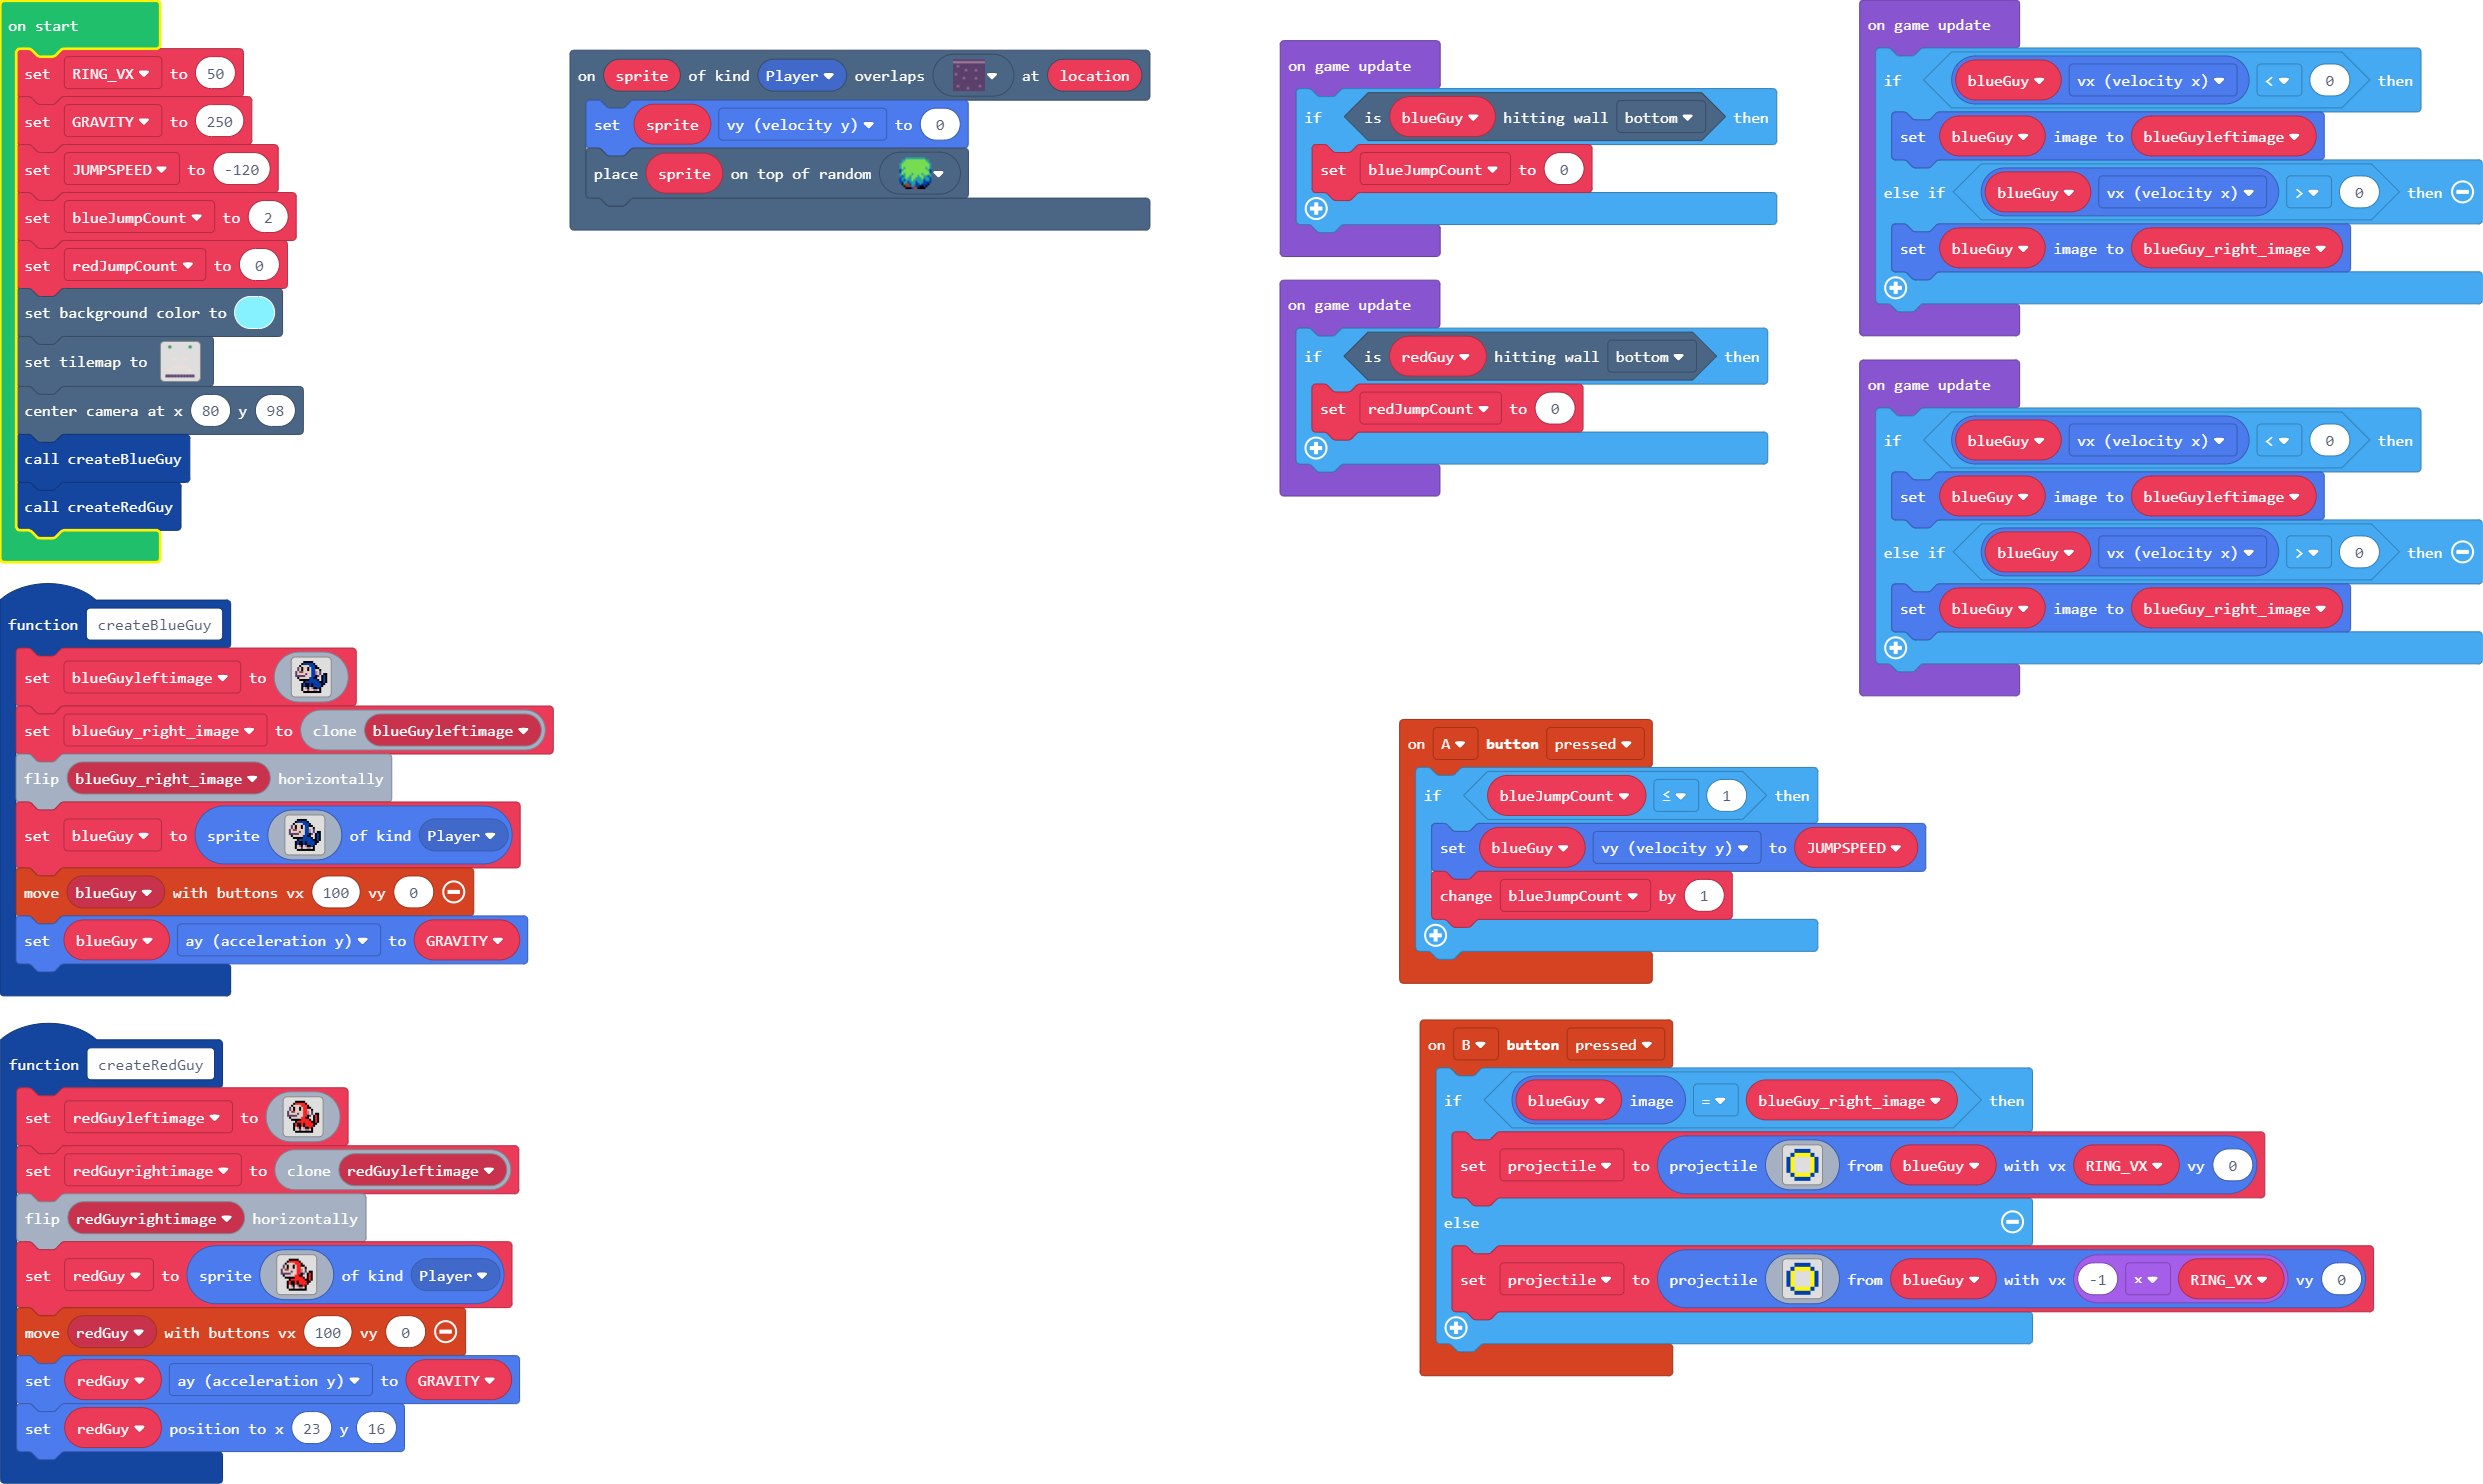 on start
set RING_VX to 50
set GRAVITY to 250
set JUMPSPEED to -120
set blueJumpCount to 2
set redJumpCount to 0
set background color to
set tilemap to
center camera at x 80 y 98
call createBlueGuy
call createRedGuy
function createBlueGuy
set blueGuyleftimage to
set blueGuy_right_image to clone blueGuyleftimage
flip blueGuy_right_image horizontally
set blueGuy to sprite of kind Player
move blueGuy with buttons vx 100 vy 0
set blueGuy ay (acceleration y) to GRAVITY
function createRedGuy
set redGuyleftimage to
set redGuyrightimage to clone redGuyleftimage
flip redGuyrightimage horizontally
set redGuy to sprite of kind Player
move redGuy with buttons vx 100 vy 0
set redGuy ay (acceleration y) to GRAVITY
set redGuy position to x 23 y 16
on sprite of kind Player overlaps at location
set sprite vy (velocity y) to 0
place sprite on top of random
on game update
if is blueGuy hitting wall bottom then
set blueJumpCount to 0
on game update
if is redGuy hitting wall bottom then
set redJumpCount to 0
on game update
if blueGuy vx (velocity x) < 0 then
set blueGuy image to blueGuyleftimage
else if blueGuy vx (velocity x) > 0 then
set blueGuy image to blueGuy_right_image
on game update
if blueGuy vx (velocity x) < 0 then
set blueGuy image to blueGuyleftimage
else if blueGuy vx (velocity x) > 0 then
set blueGuy image to blueGuy_right_image
on A button pressed
if blueJumpCount ≤ 1 then
set blueGuy vy (velocity y) to JUMPSPEED
change blueJumpCount by 1
on B button pressed
if blueGuy image = blueGuy_right_image then
set projectile to projectile from blueGuy with vx RING_VX vy 0
else
set projectile to projectile from blueGuy with vx -1 × RING_VX vy 0